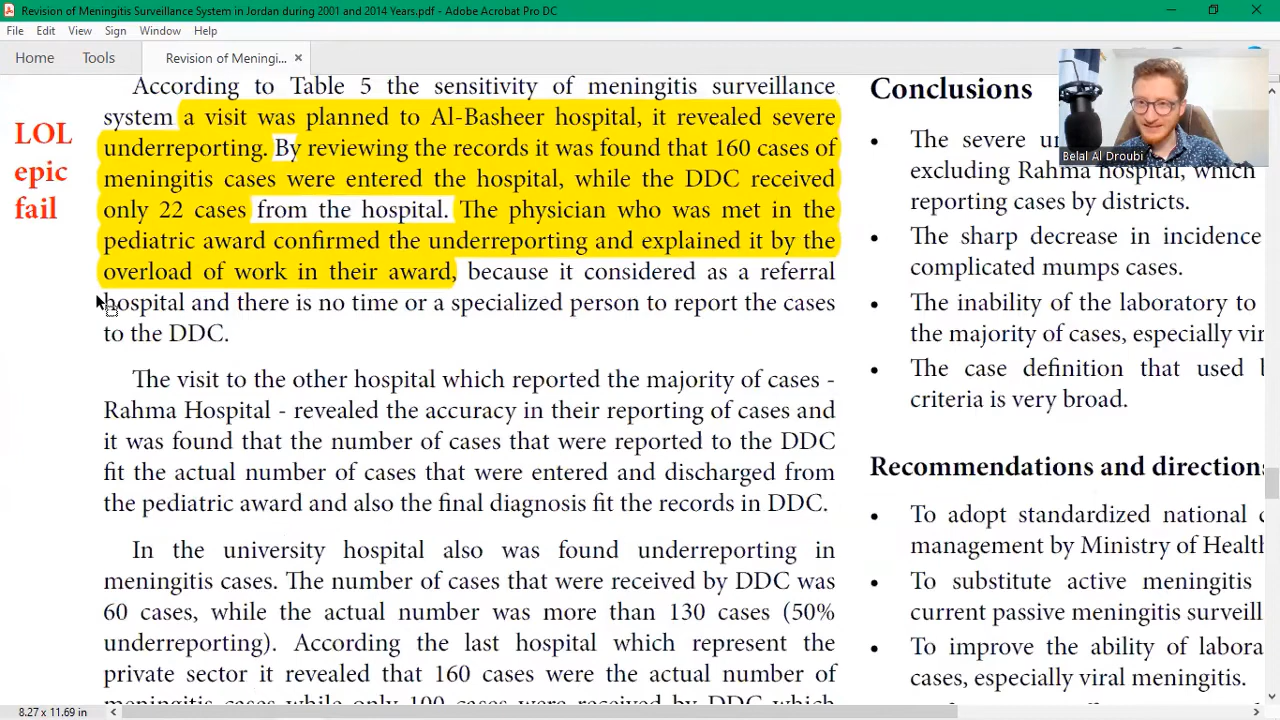 Revision of Meningitis Surveillance System in Jordan during 2001 and 2014 Years.pdf - Adobe Acrobat Pro DC
File Edit View Sign Window Help
Home Tools Revision of Meningi... ×
LOL
epic
fail
According to Table 5 the sensitivity of meningitis surveillance
system a visit was planned to Al-Basheer hospital, it revealed severe
underreporting. By reviewing the records it was found that 160 cases of
meningitis cases were entered the hospital, while the DDC received
only 22 cases from the hospital. The physician who was met in the
pediatric award confirmed the underreporting and explained it by the
overload of work in their award, because it considered as a referral
hospital and there is no time or a specialized person to report the cases
to the DDC.
The visit to the other hospital which reported the majority of cases -
Rahma Hospital - revealed the accuracy in their reporting of cases and
it was found that the number of cases that were reported to the DDC
fit the actual number of cases that were entered and discharged from
the pediatric award and also the final diagnosis fit the records in DDC.
In the university hospital also was found underreporting in
meningitis cases. The number of cases that were received by DDC was
60 cases, while the actual number was more than 130 cases (50%
underreporting). According the last hospital which represent the
private sector it revealed that 160 cases were the actual number of
meningitis cases while only 100 cases were received by DDC which
Conclusions
• The severe un
excluding Rahma hospital, which
reporting cases by districts.
• The sharp decrease in incidence
complicated mumps cases.
• The inability of the laboratory to
the majority of cases, especially vir
• The case definition that used
criteria is very broad.
Recommendations and direction
• To adopt standardized national
management by Ministry of Health
• To substitute active meningitis
current passive meningitis surveill
• To improve the ability of labora
cases, especially viral meningitis.
Belal Al Droubi
8.27 x 11.69 in